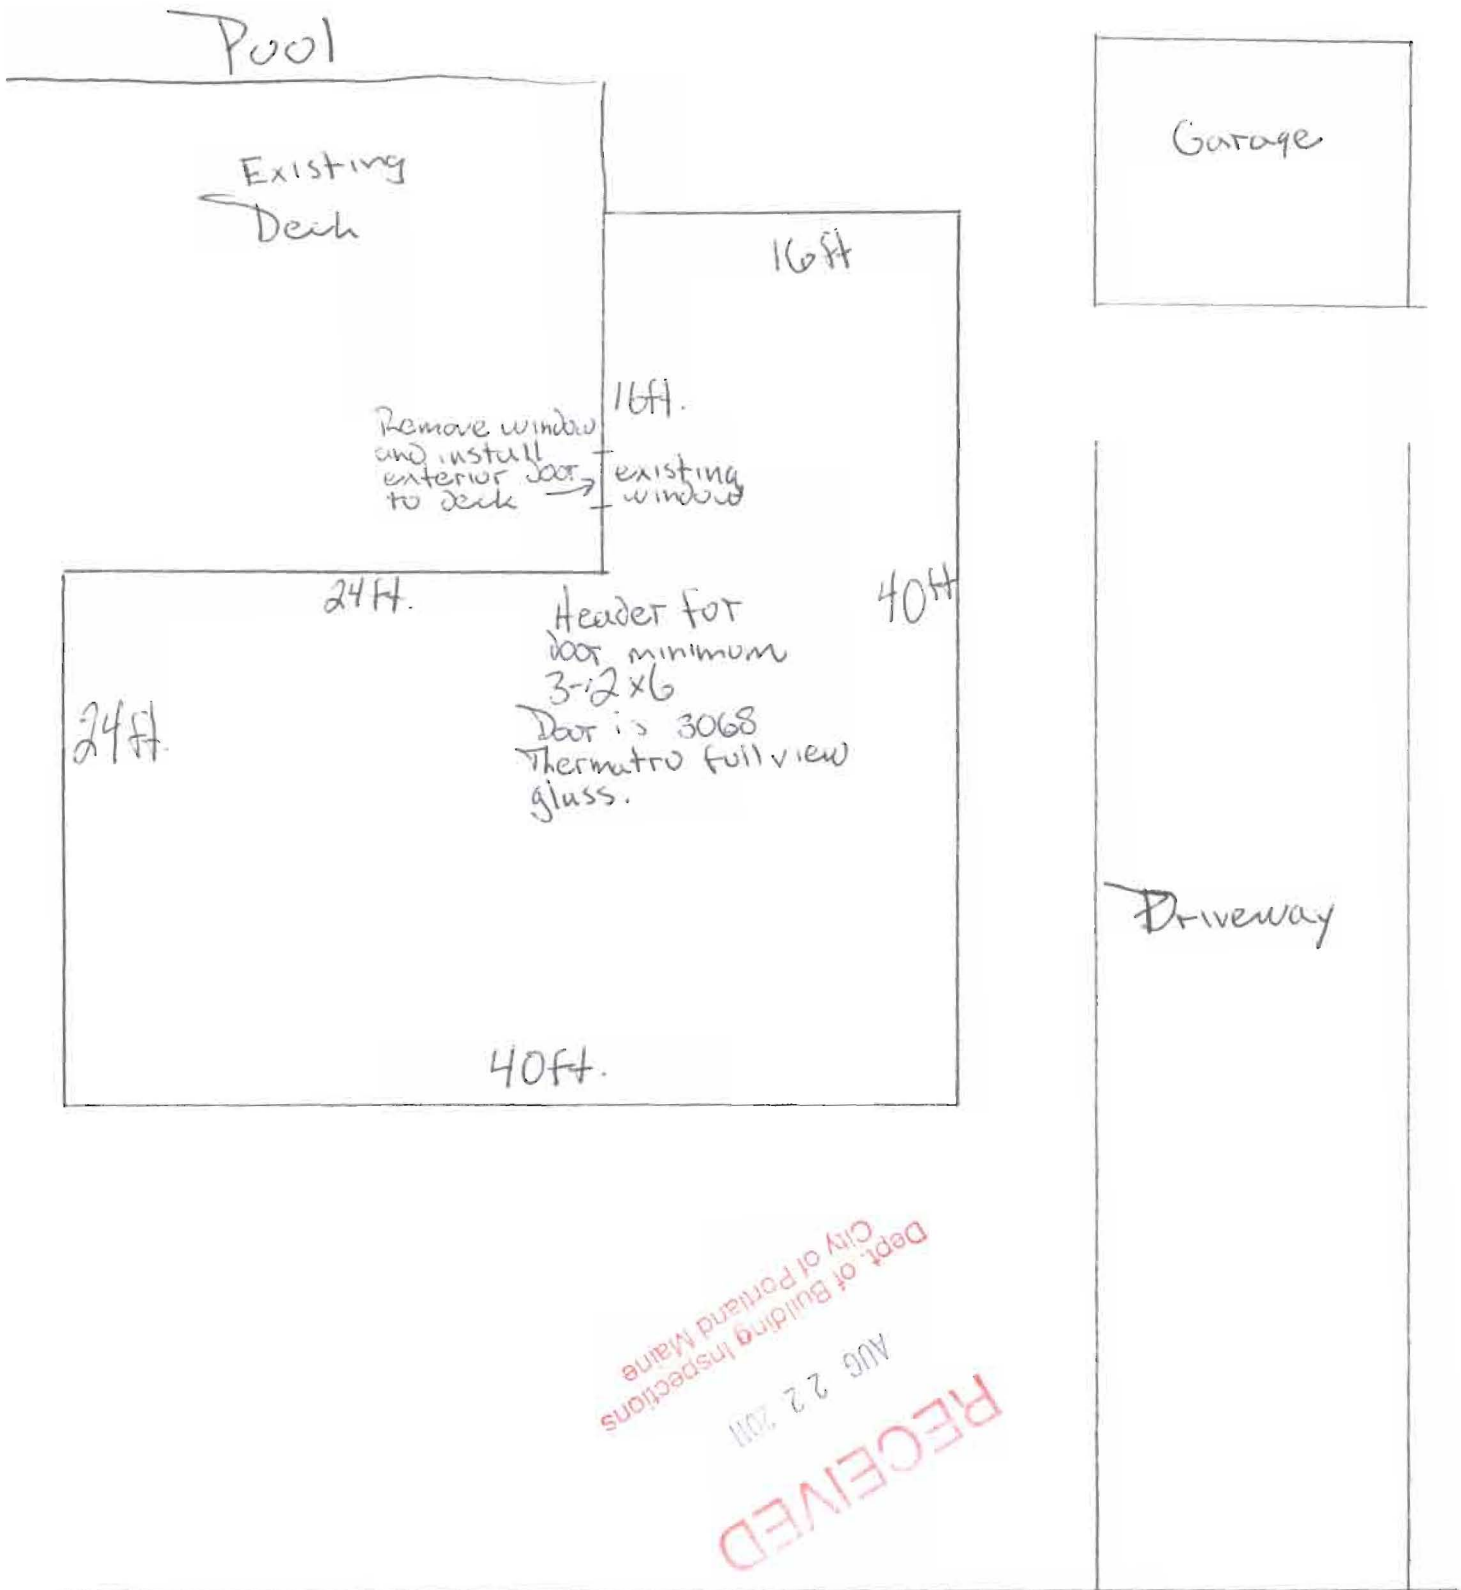 Pool
Existing
Deck
Garage
16ft
16ft.
Remove window
and install
exterior door
to deck
existing
window
24ft.
40ft
Header for
door minimum
3-2x6
Door is 3068
Thermatru full view
glass.
24ft.
Driveway
40ft.
RECEIVED
AUG 22 2011
Dept. of Building Inspections
City of Portland Maine